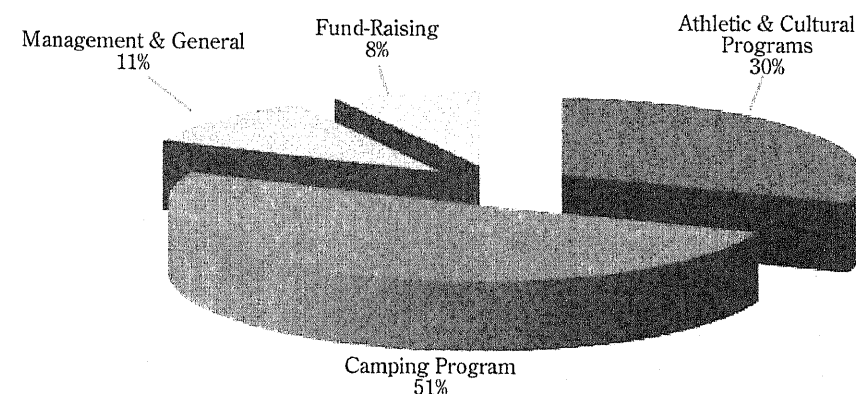 Fund-Raising
8%
Athletic & Cultural
Programs
30%
Management & General
11%
Camping Program
51%